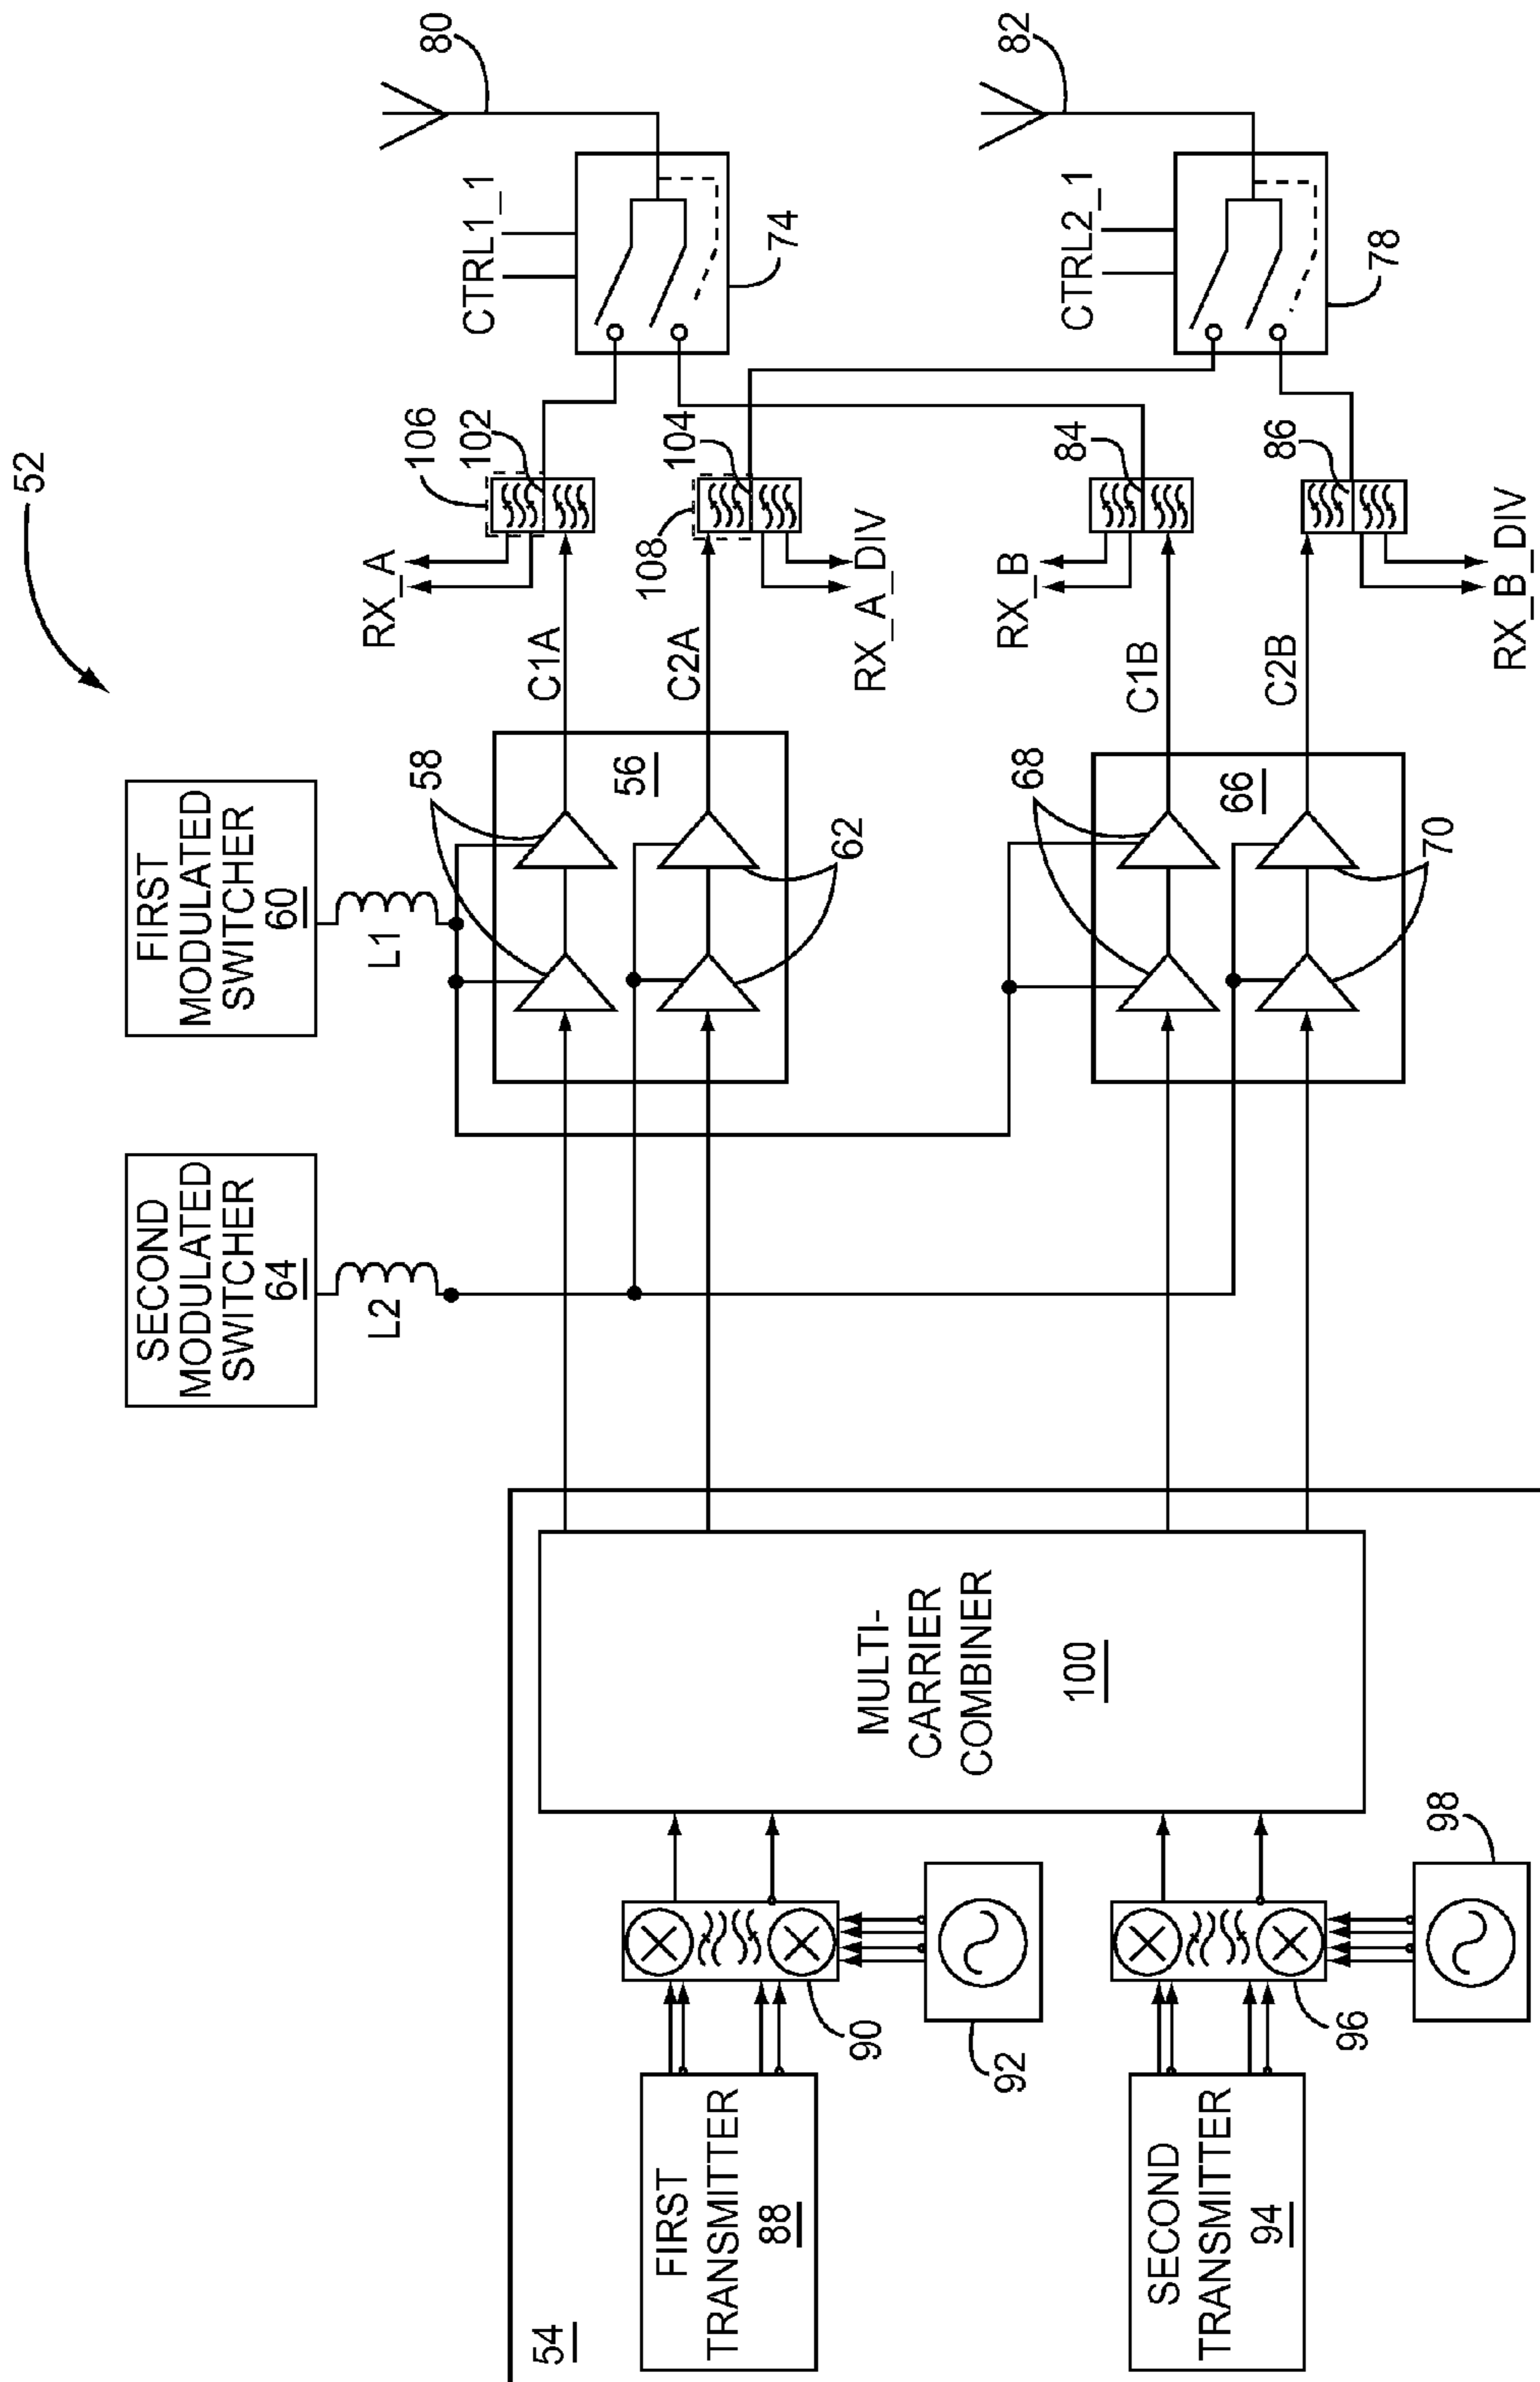 52
SECOND
MODULATED
SWITCHER
64
FIRST
MODULATED
SWITCHER
60
L2
L1
54
FIRST
TRANSMITTER
88
90
92
SECOND
TRANSMITTER
94
96
98
MULTI-
CARRIER
COMBINER
100
58
56
62
68
66
70
C1A
C2A
C1B
C2B
RX_A
106
102
108
104
RX_A_DIV
RX_B
84
86
RX_B_DIV
CTRL1_1
74
80
CTRL2_1
78
82